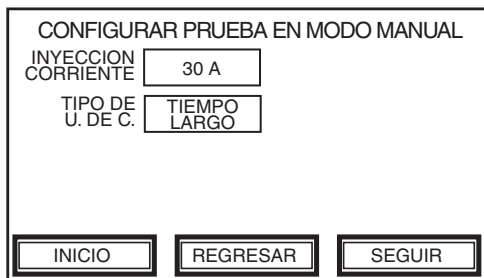 CONFIGURAR PRUEBA EN MODO MANUAL
INYECCION
CORRIENTE
30 A
TIPO DE
U. DE C.
TIEMPO
LARGO
INICIO
REGRESAR
SEGUIR